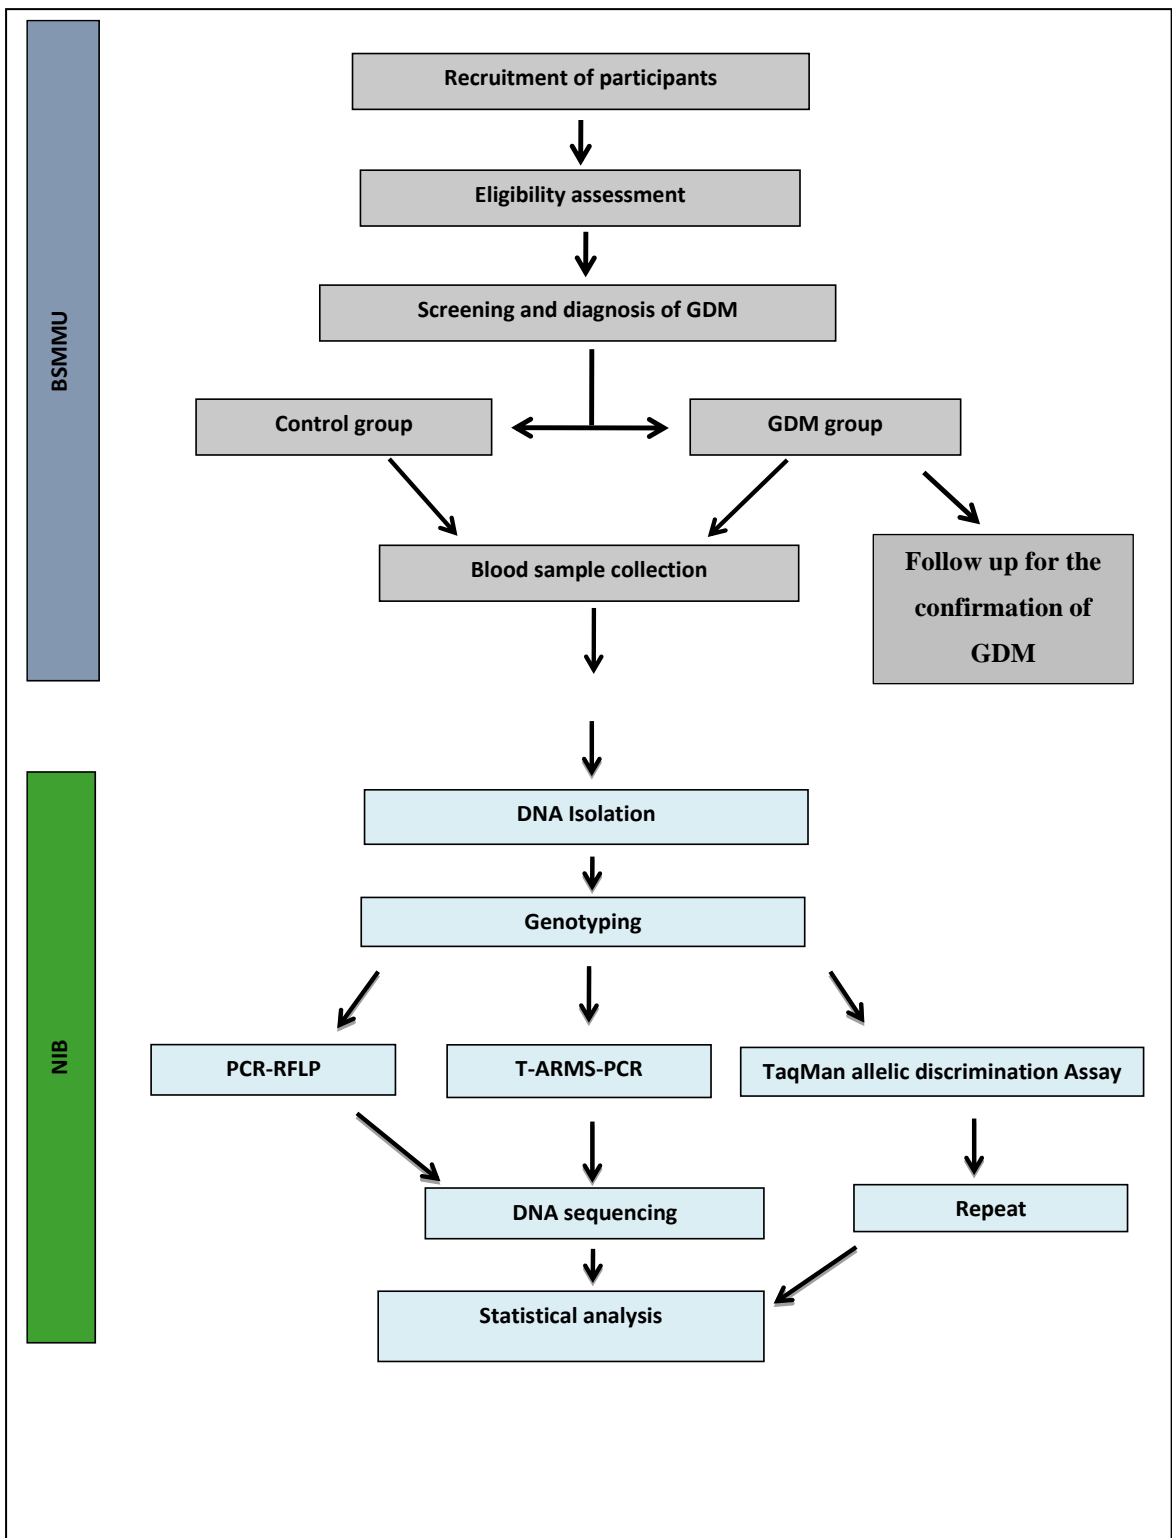 BSMMU
Recruitment of participants
Eligibility assessment
Screening and diagnosis of GDM
Control group
GDM group
Blood sample collection
Follow up for the
confirmation of
GDM
NIB
DNA Isolation
Genotyping
PCR-RFLP
T-ARMS-PCR
TaqMan allelic discrimination Assay
DNA sequencing
Repeat
Statistical analysis